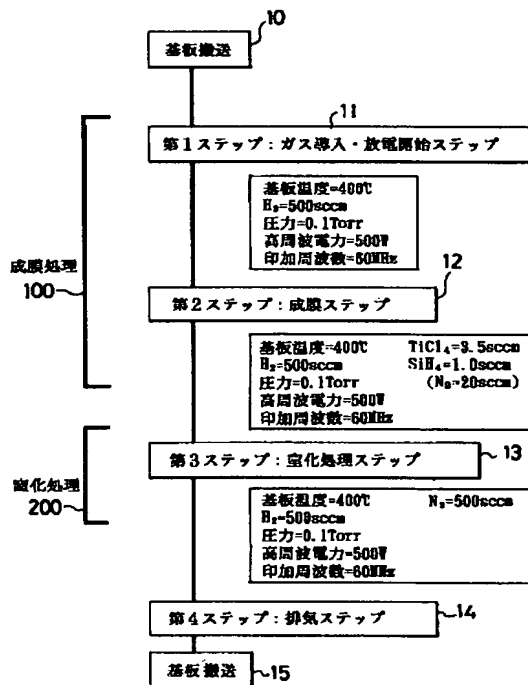 10
基板搬送
11
第1ステップ：ガス導入・放電開始ステップ
基板温度=400℃
H₂=500sccm
圧力=0.1Torr
高周波電力=500W
印加周波数=60MHz
成膜処理
100
12
第2ステップ：成膜ステップ
基板温度=400℃ TiCl₄=3.5sccm
H₂=500sccm SiH₄=1.0sccm
圧力=0.1Torr (N₂=20sccm)
高周波電力=500W
印加周波数=60MHz
13
第3ステップ：窒化処理ステップ
窒化処理
200
基板温度=400℃ N₂=500sccm
H₂=500sccm
圧力=0.1Torr
高周波電力=500W
印加周波数=60MHz
14
第4ステップ：排気ステップ
基板搬送
15